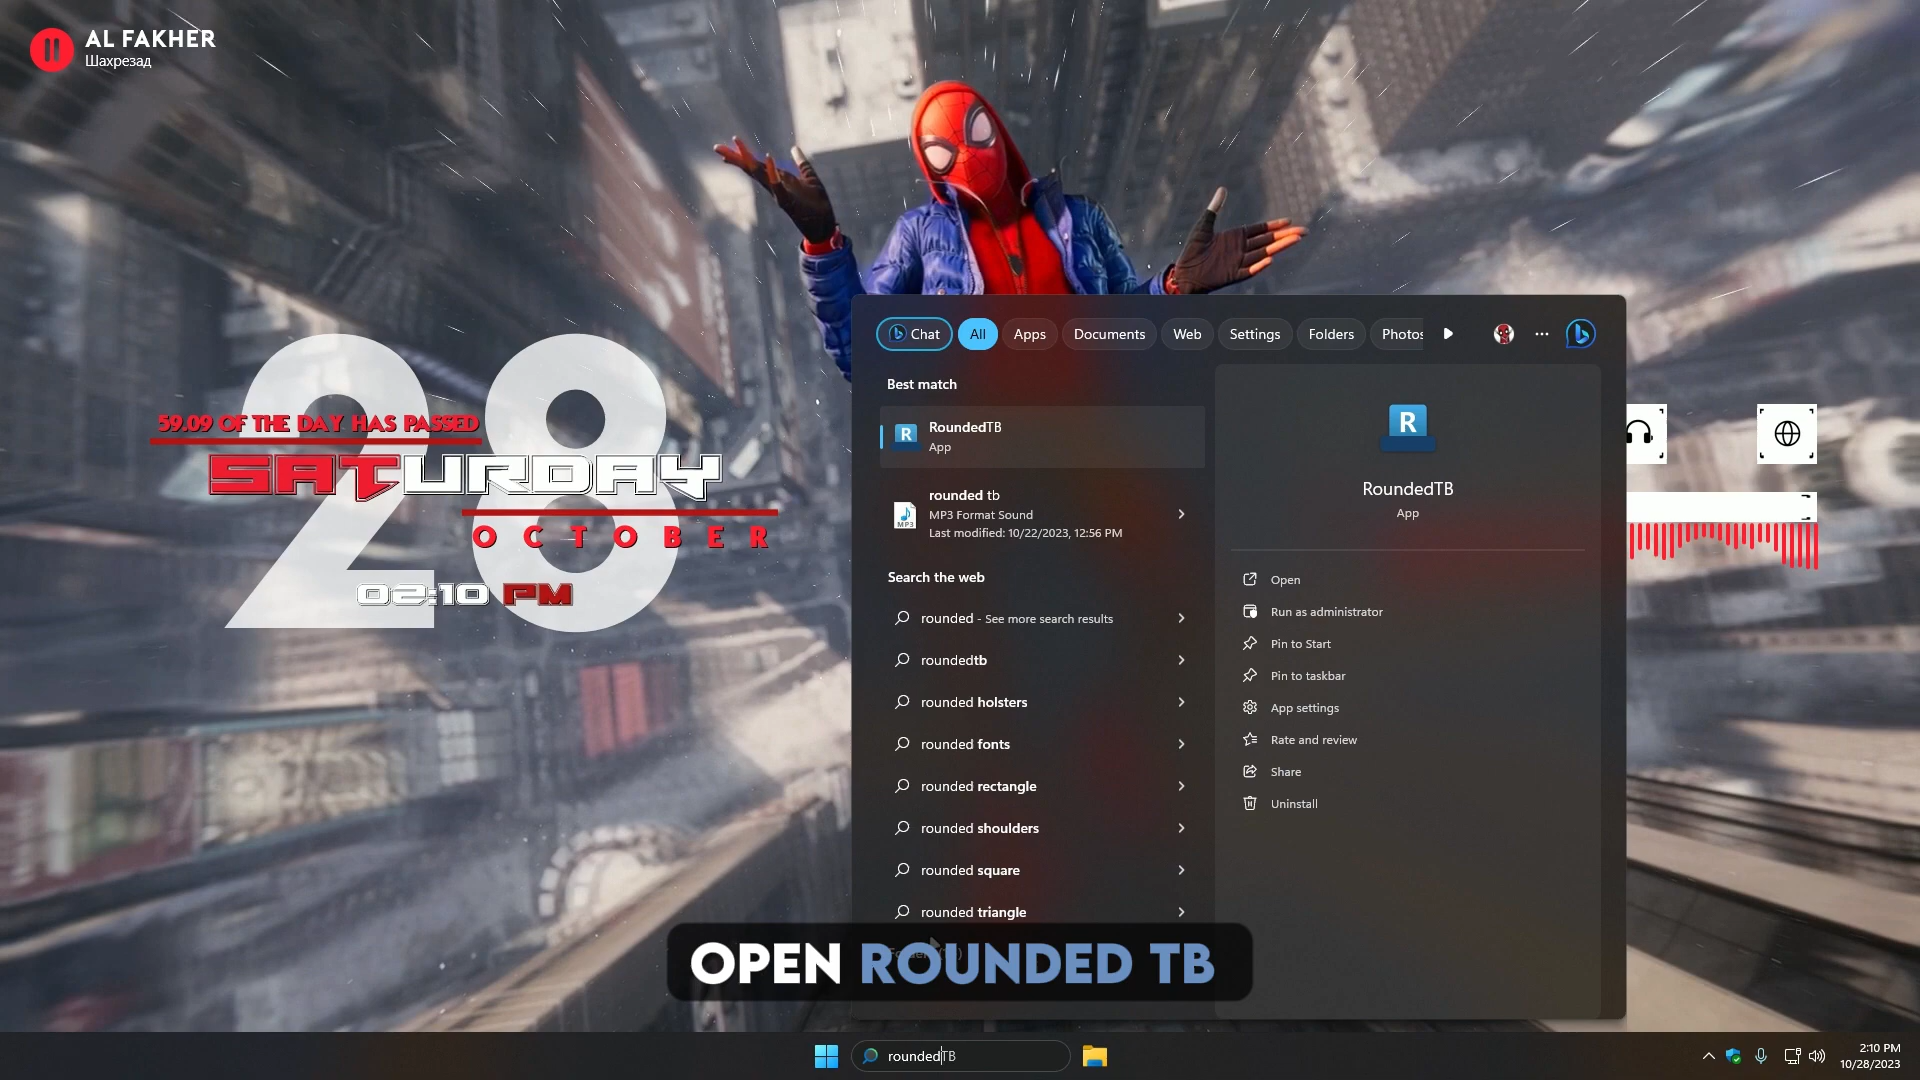 AL FAKHER
Шахрезад
28
59.09 OF THE DAY HAS PASSED
SATURDAY
OCTOBER
02:10 PM
Chat
All
Apps
Documents
Web
Settings
Folders
Photos
Best match
RoundedTB
App
rounded tb
MP3 Format Sound
Last modified: 10/22/2023, 12:56 PM
MP3
Search the web
rounded - See more search results
roundedtb
rounded holsters
rounded fonts
rounded rectangle
rounded shoulders
rounded square
rounded triangle
R
RoundedTB
App
Open
Run as administrator
Pin to Start
Pin to taskbar
App settings
Rate and review
Share
Uninstall
OPEN ROUNDED TB
roundedTB
2:10 PM
10/28/2023